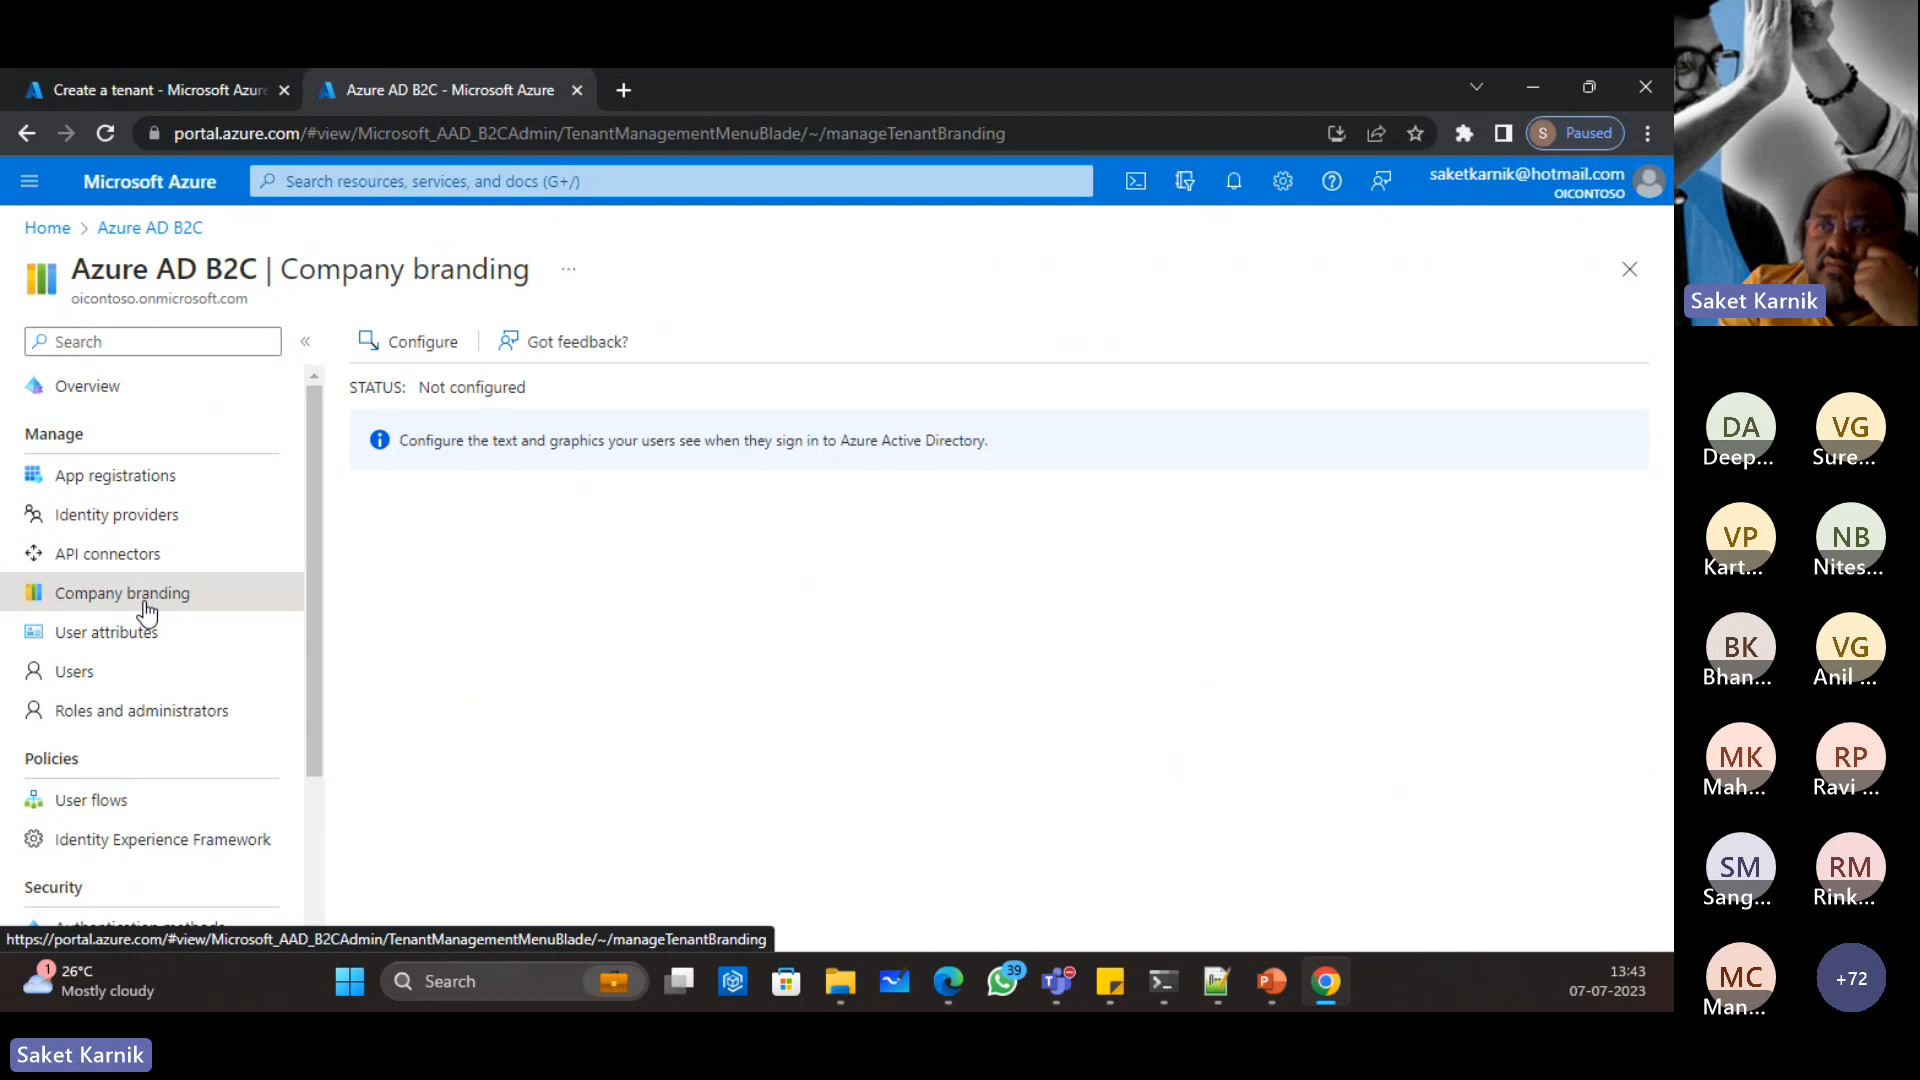 Create a tenant - Microsoft Azure
Azure AD B2C - Microsoft Azure
portal.azure.com/#view/Microsoft_AAD_B2CAdmin/TenantManagementMenuBlade/~/manageTenantBranding
S
Paused
Microsoft Azure
Search resources, services, and docs (G+/)
saketkarnik@hotmail.com
OICONTOSO
Home > Azure AD B2C
Azure AD B2C | Company branding ...
oicontoso.onmicrosoft.com
Search
«
Configure
Got feedback?
STATUS: Not configured
Configure the text and graphics your users see when they sign in to Azure Active Directory.
Overview
Manage
App registrations
Identity providers
API connectors
Company branding
User attributes
Users
Roles and administrators
Policies
User flows
Identity Experience Framework
Security
Authentication methods
https://portal.azure.com/#view/Microsoft_AAD_B2CAdmin/TenantManagementMenuBlade/~/manageTenantBranding
1
26°C
Mostly cloudy
Search
39
13:43
07-07-2023
Saket Karnik
Saket Karnik
DA
Deep...
VG
Sure...
VP
Kart...
NB
Nites...
BK
Bhan...
VG
Anil ...
MK
Mah...
RP
Ravi ...
SM
Sang...
RM
Rink...
MC
Man...
+72